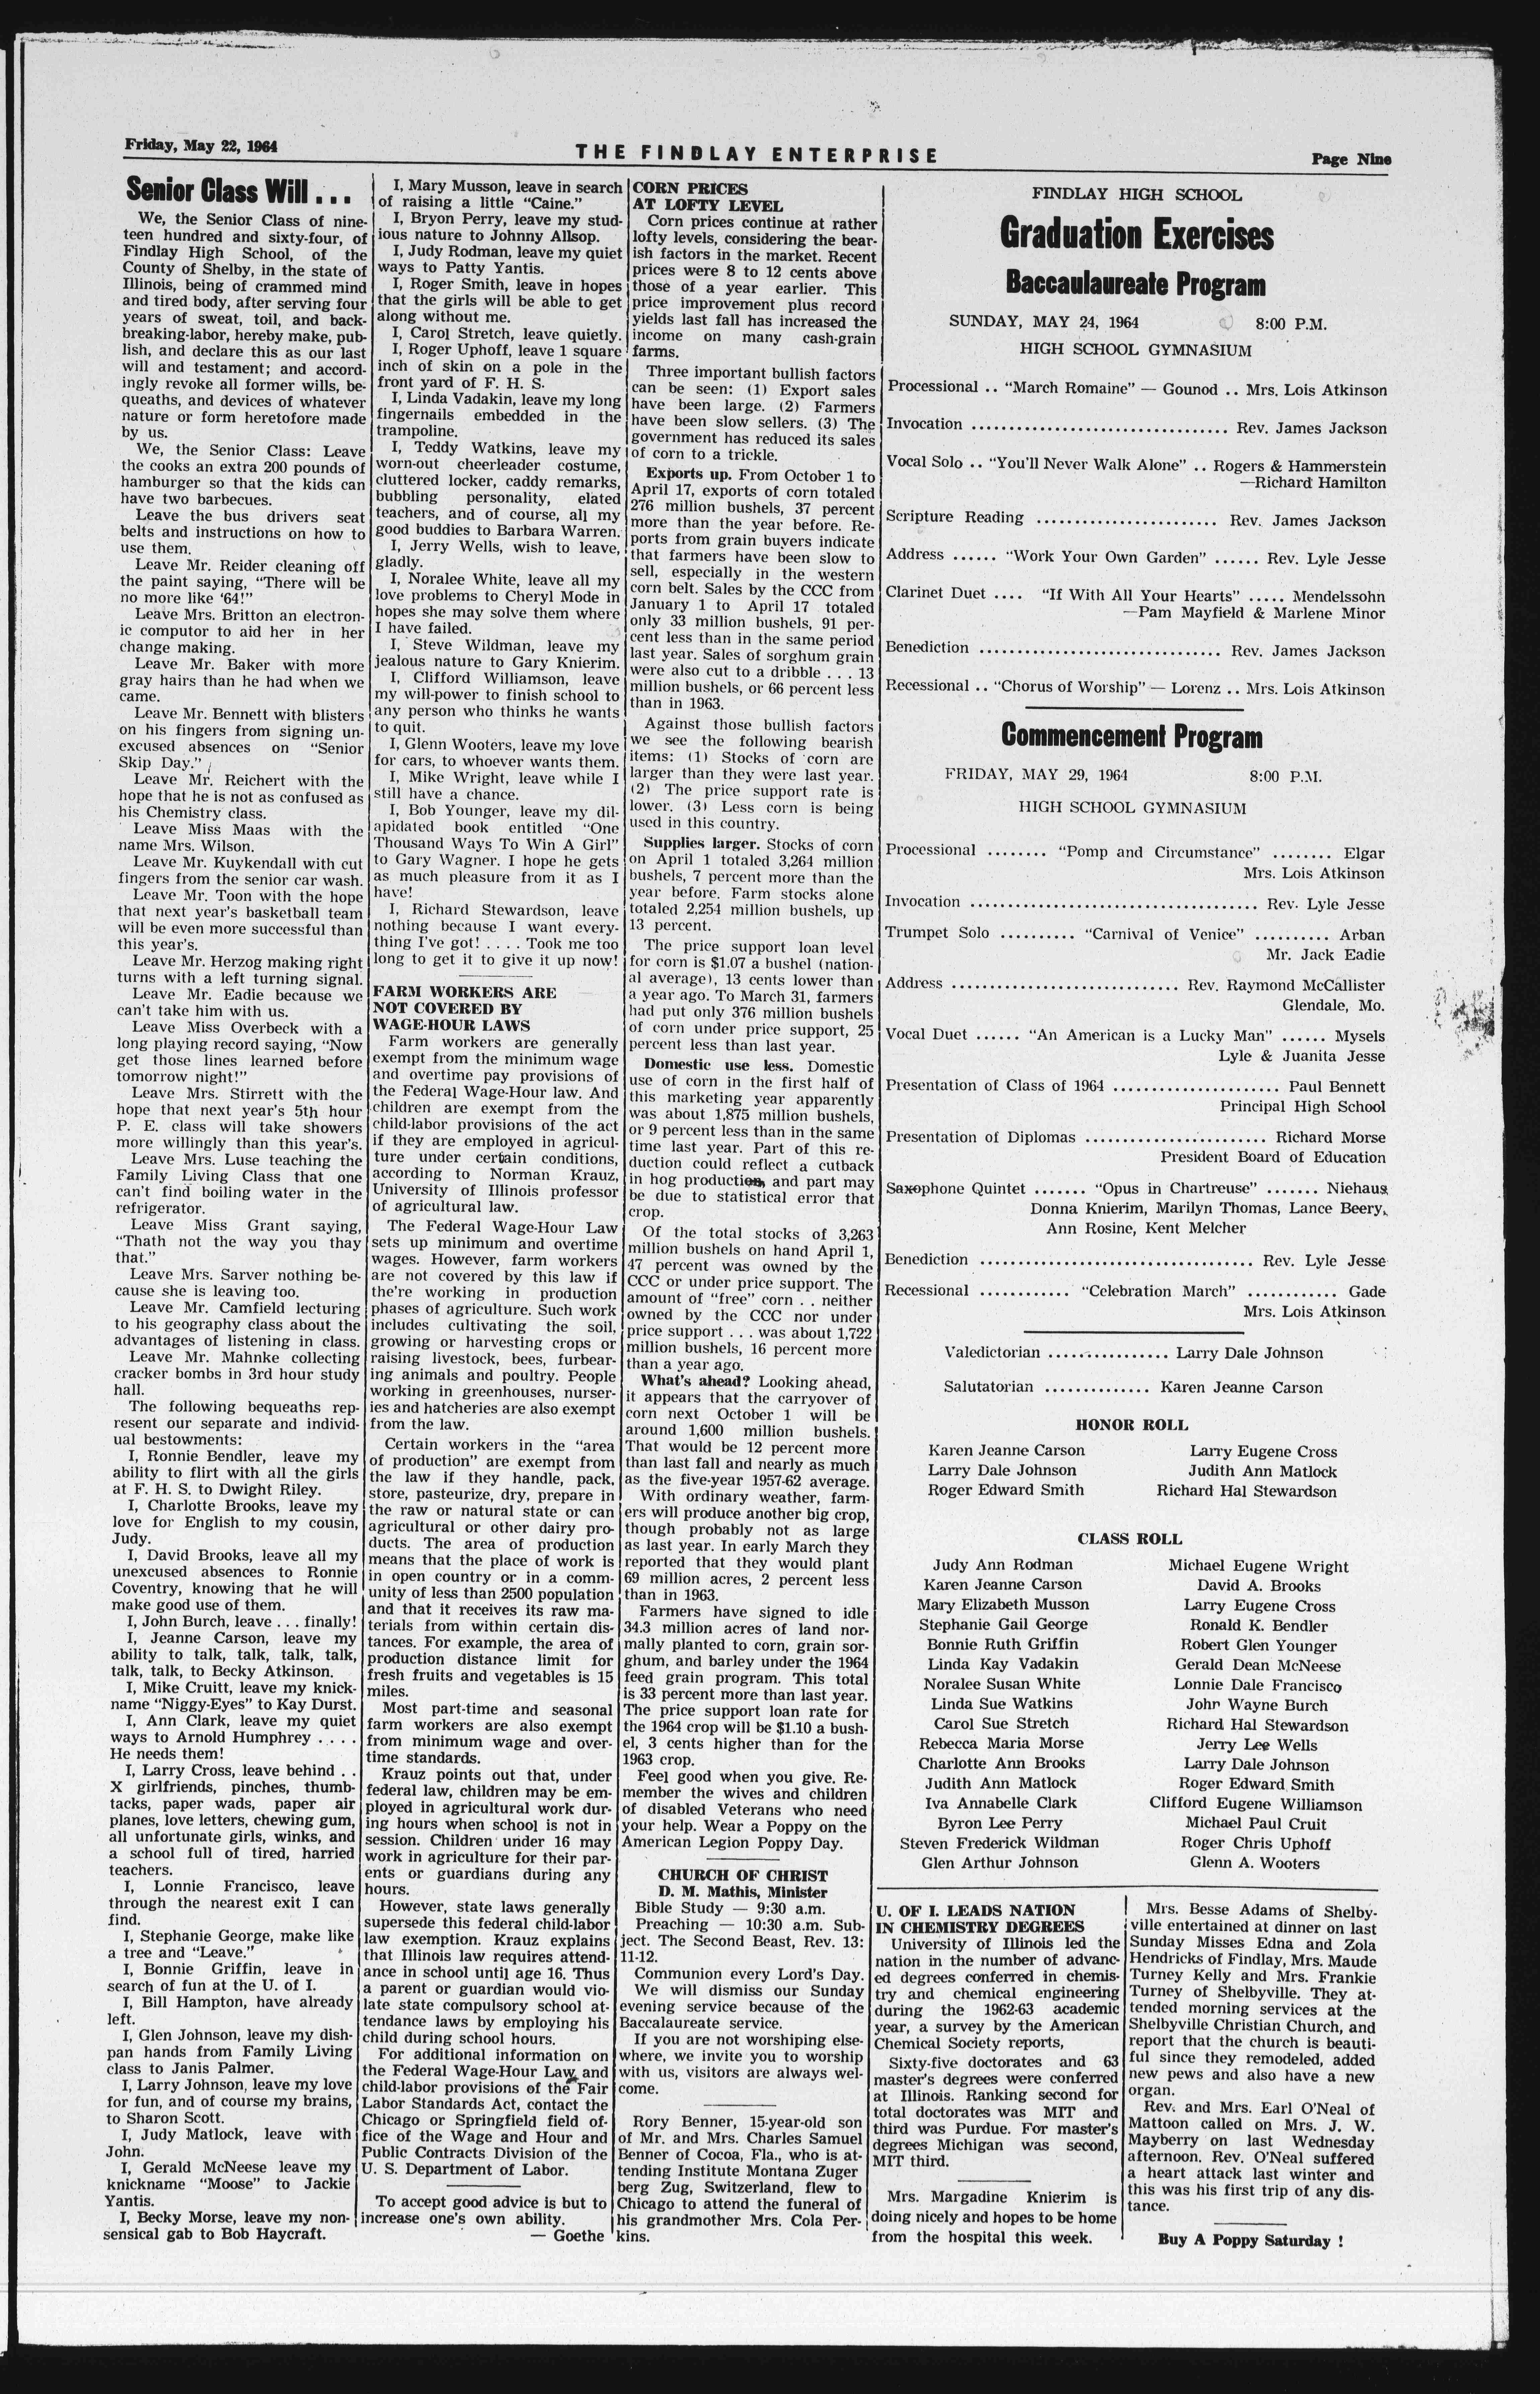 Friday, May 22, 1964
THE FINDLAY ENTERPRISE
Page Nine
Senior Class Will . . .
We, the Senior Class of nine-
teen hundred and sixty-four, of
Findlay High School, of the
County of Shelby, in the state of
Illinois, being of crammed mind
and tired body, after serving four
years of sweat, toil, and back-
breaking-labor, hereby make, pub-
lish, and declare this as our last
will and testament; and accord-
ingly revoke all former wills, be-
queaths, and devices of whatever
nature or form heretofore made
by us.
We, the Senior Class: Leave
the cooks an extra 200 pounds of
hamburger so that the kids can
have two barbecues.
Leave the bus drivers seat
belts and instructions on how to
use them.
Leave Mr. Reider cleaning off
the paint saying, "There will be
no more like '64!"
Leave Mrs. Britton an electron-
ic computor to aid her in her
change making.
Leave Mr. Baker with more
gray hairs than he had when we
came.
Leave Mr. Bennett with blisters
on his fingers from signing un-
excused absences on "Senior
Skip Day."
Leave Mr. Reichert with the
hope that he is not as confused as
his Chemistry class.
Leave Miss Maas with the
name Mrs. Wilson.
Leave Mr. Kuykendall with cut
fingers from the senior car wash.
Leave Mr. Toon with the hope
that next year's basketball team
will be even more successful than
this year's.
Leave Mr. Herzog making right
turns with a left turning signal.
Leave Mr. Eadie because we
can't take him with us.
Leave Miss Overbeck with a
long playing record saying, "Now
get those lines learned before
tomorrow night!"
Leave Mrs. Stirrett with the
hope that next year's 5th hour
P. E. class will take showers
more willingly than this year's.
Leave Mrs. Luse teaching the
Family Living Class that one
can't find boiling water in the
refrigerator.
Leave Miss Grant saying,
"Thath not the way you thay
that."
Leave Mrs. Sarver nothing be-
cause she is leaving too.
Leave Mr. Camfield lecturing
to his geography class about the
advantages of listening in class.
Leave Mr. Mahnke collecting
cracker bombs in 3rd hour study
hall.
The following bequeaths rep-
resent our separate and individ-
ual bestowments:
I, Ronnie Bendler, leave my
ability to flirt with all the girls
at F. H. S. to Dwight Riley.
I, Charlotte Brooks, leave my
love for English to my cousin,
Judy.
I, David Brooks, leave all my
unexcused absences to Ronnie
Coventry, knowing that he will
make good use of them.
I, John Burch, leave . . . finally!
I, Jeanne Carson, leave my
ability to talk, talk, talk, talk,
talk, talk, to Becky Atkinson.
I, Mike Cruitt, leave my knick-
name "Niggy-Eyes" to Kay Durst.
I, Ann Clark, leave my quiet
ways to Arnold Humphrey . . . .
He needs them!
I, Larry Cross, leave behind . .
X girlfriends, pinches, thumb-
tacks, paper wads, paper air
planes, love letters, chewing gum,
all unfortunate girls, winks, and
a school full of tired, harried
teachers.
I, Lonnie Francisco, leave
through the nearest exit I can
find.
I, Stephanie George, make like
a tree and "Leave."
I, Bonnie Griffin, leave in
search of fun at the U. of I.
I, Bill Hampton, have already
left.
I, Glen Johnson, leave my dish-
pan hands from Family Living
class to Janis Palmer.
I, Larry Johnson, leave my love
for fun, and of course my brains,
to Sharon Scott.
I, Judy Matlock, leave with
John.
I, Gerald McNeese leave my
knickname "Moose" to Jackie
Yantis.
I, Becky Morse, leave my non-
sensical gab to Bob Haycraft.
I, Mary Musson, leave in search
of raising a little "Caine."
I, Bryon Perry, leave my stud-
ious nature to Johnny Allsop.
I, Judy Rodman, leave my quiet
ways to Patty Yantis.
I, Roger Smith, leave in hopes
that the girls will be able to get
along without me.
I, Carol Stretch, leave quietly.
I, Roger Uphoff, leave 1 square
inch of skin on a pole in the
front yard of F. H. S.
I, Linda Vadakin, leave my long
fingernails embedded in the
trampoline.
I, Teddy Watkins, leave my
worn-out cheerleader costume,
cluttered locker, caddy remarks,
bubbling personality, elated
teachers, and of course, all my
good buddies to Barbara Warren.
I, Jerry Wells, wish to leave,
gladly.
I, Noralee White, leave all my
love problems to Cheryl Mode in
hopes she may solve them where
I have failed.
I, Steve Wildman, leave my
jealous nature to Gary Knierim.
I, Clifford Williamson, leave
my will-power to finish school to
any person who thinks he wants
to quit.
I, Glenn Wooters, leave my love
for cars, to whoever wants them.
I, Mike Wright, leave while I
still have a chance.
I, Bob Younger, leave my dil-
apidated book entitled "One
Thousand Ways To Win A Girl"
to Gary Wagner. I hope he gets
as much pleasure from it as I
have!
I, Richard Stewardson, leave
nothing because I want every-
thing I've got! . . . . Took me too
long to get it to give it up now!
FARM WORKERS ARE
NOT COVERED BY
WAGE-HOUR LAWS
Farm workers are generally
exempt from the minimum wage
and overtime pay provisions of
the Federal Wage-Hour law. And
children are exempt from the
child-labor provisions of the act
if they are employed in agricul-
ture under certain conditions,
according to Norman Krauz,
University of Illinois professor
of agricultural law.
The Federal Wage-Hour Law
sets up minimum and overtime
wages. However, farm workers
are not covered by this law if
the're working in production
phases of agriculture. Such work
includes cultivating the soil,
growing or harvesting crops or
raising livestock, bees, furbear-
ing animals and poultry. People
working in greenhouses, nurser-
ies and hatcheries are also exempt
from the law.
Certain workers in the "area
of production" are exempt from
the law if they handle, pack,
store, pasteurize, dry, prepare in
the raw or natural state or can
agricultural or other dairy pro-
ducts. The area of production
means that the place of work is
in open country or in a comm-
unity of less than 2500 population
and that it receives its raw ma-
terials from within certain dis-
tances. For example, the area of
production distance limit for
fresh fruits and vegetables is 15
miles.
Most part-time and seasonal
farm workers are also exempt
from minimum wage and over-
time standards.
Krauz points out that, under
federal law, children may be em-
ployed in agricultural work dur-
ing hours when school is not in
session. Children under 16 may
work in agriculture for their par-
ents or guardians during any
hours.
However, state laws generally
supersede this federal child-labor
law exemption. Krauz explains
that Illinois law requires attend-
ance in school until age 16. Thus
a parent or guardian would vio-
late state compulsory school at-
tendance laws by employing his
child during school hours.
For additional information on
the Federal Wage-Hour Law and
child-labor provisions of the Fair
Labor Standards Act, contact the
Chicago or Springfield field of-
fice of the Wage and Hour and
Public Contracts Division of the
U. S. Department of Labor.
To accept good advice is but to
increase one's own ability.
— Goethe
CORN PRICES
AT LOFTY LEVEL
Corn prices continue at rather
lofty levels, considering the bear-
ish factors in the market. Recent
prices were 8 to 12 cents above
those of a year earlier. This
price improvement plus record
yields last fall has increased the
income on many cash-grain
farms.
Three important bullish factors
can be seen: (1) Export sales
have been large. (2) Farmers
have been slow sellers. (3) The
government has reduced its sales
of corn to a trickle.
Exports up. From October 1 to
April 17, exports of corn totaled
276 million bushels, 37 percent
more than the year before. Re-
ports from grain buyers indicate
that farmers have been slow to
sell, especially in the western
corn belt. Sales by the CCC from
January 1 to April 17 totaled
only 33 million bushels, 91 per-
cent less than in the same period
last year. Sales of sorghum grain
were also cut to a dribble . . . 13
million bushels, or 66 percent less
than in 1963.
Against those bullish factors
we see the following bearish
items: (1) Stocks of corn are
larger than they were last year.
(2) The price support rate is
lower. (3) Less corn is being
used in this country.
Supplies larger. Stocks of corn
on April 1 totaled 3,264 million
bushels, 7 percent more than the
year before. Farm stocks alone
totaled 2,254 million bushels, up
13 percent.
The price support loan level
for corn is $1.07 a bushel (nation-
al average), 13 cents lower than
a year ago. To March 31, farmers
had put only 376 million bushels
of corn under price support, 25
percent less than last year.
Domestic use less. Domestic
use of corn in the first half of
this marketing year apparently
was about 1,875 million bushels,
or 9 percent less than in the same
time last year. Part of this re-
duction could reflect a cutback
in hog production, and part may
be due to statistical error that
crop.
Of the total stocks of 3,263
million bushels on hand April 1,
47 percent was owned by the
CCC or under price support. The
amount of "free" corn . . neither
owned by the CCC nor under
price support . . . was about 1,722
million bushels, 16 percent more
than a year ago.
What's ahead? Looking ahead,
it appears that the carryover of
corn next October 1 will be
around 1,600 million bushels.
That would be 12 percent more
than last fall and nearly as much
as the five-year 1957-62 average.
With ordinary weather, farm-
ers will produce another big crop,
though probably not as large
as last year. In early March they
reported that they would plant
69 million acres, 2 percent less
than in 1963.
Farmers have signed to idle
34.3 million acres of land nor-
mally planted to corn, grain sor-
ghum, and barley under the 1964
feed grain program. This total
is 33 percent more than last year.
The price support loan rate for
the 1964 crop will be $1.10 a bush-
el, 3 cents higher than for the
1963 crop.
Feel good when you give. Re-
member the wives and children
of disabled Veterans who need
your help. Wear a Poppy on the
American Legion Poppy Day.
CHURCH OF CHRIST
D. M. Mathis, Minister
Bible Study — 9:30 a.m.
Preaching — 10:30 a.m. Sub-
ject. The Second Beast, Rev. 13:
11-12.
Communion every Lord's Day.
We will dismiss our Sunday
evening service because of the
Baccalaureate service.
If you are not worshiping else-
where, we invite you to worship
with us, visitors are always wel-
come.
Rory Benner, 15-year-old son
of Mr. and Mrs. Charles Samuel
Benner of Cocoa, Fla., who is at-
tending Institute Montana Zuger
berg Zug, Switzerland, flew to
Chicago to attend the funeral of
his grandmother Mrs. Cola Per-
kins.
FINDLAY HIGH SCHOOL
Graduation Exercises
Baccaulaureate Program
SUNDAY, MAY 24, 1964 8:00 P.M.
HIGH SCHOOL GYMNASIUM
Processional .. "March Romaine" — Gounod .. Mrs. Lois Atkinson
Invocation ................................. Rev. James Jackson
Vocal Solo .. "You'll Never Walk Alone" .. Rogers & Hammerstein
—Richard Hamilton
Scripture Reading ........................ Rev. James Jackson
Address ...... "Work Your Own Garden" ...... Rev. Lyle Jesse
Clarinet Duet .... "If With All Your Hearts" ..... Mendelssohn
—Pam Mayfield & Marlene Minor
Benediction ................................ Rev. James Jackson
Recessional .. "Chorus of Worship" — Lorenz .. Mrs. Lois Atkinson
Commencement Program
FRIDAY, MAY 29, 1964 8:00 P.M.
HIGH SCHOOL GYMNASIUM
Processional ........ "Pomp and Circumstance" ........ Elgar
Mrs. Lois Atkinson
Invocation ..................................... Rev. Lyle Jesse
Trumpet Solo .......... "Carnival of Venice" .......... Arban
Mr. Jack Eadie
Address .............................. Rev. Raymond McCallister
Glendale, Mo.
Vocal Duet ...... "An American is a Lucky Man" ...... Mysels
Lyle & Juanita Jesse
Presentation of Class of 1964 ...................... Paul Bennett
Principal High School
Presentation of Diplomas ........................ Richard Morse
President Board of Education
Saxophone Quintet ....... "Opus in Chartreuse" ....... Niehaus
Donna Knierim, Marilyn Thomas, Lance Beery,
Ann Rosine, Kent Melcher
Benediction .................................... Rev. Lyle Jesse
Recessional ............ "Celebration March" ............ Gade
Mrs. Lois Atkinson
Valedictorian ................ Larry Dale Johnson
Salutatorian .............. Karen Jeanne Carson
HONOR ROLL
Karen Jeanne Carson Larry Eugene Cross
Larry Dale Johnson Judith Ann Matlock
Roger Edward Smith Richard Hal Stewardson
CLASS ROLL
Judy Ann Rodman Michael Eugene Wright
Karen Jeanne Carson David A. Brooks
Mary Elizabeth Musson Larry Eugene Cross
Stephanie Gail George Ronald K. Bendler
Bonnie Ruth Griffin Robert Glen Younger
Linda Kay Vadakin Gerald Dean McNeese
Noralee Susan White Lonnie Dale Francisco
Linda Sue Watkins John Wayne Burch
Carol Sue Stretch Richard Hal Stewardson
Rebecca Maria Morse Jerry Lee Wells
Charlotte Ann Brooks Larry Dale Johnson
Judith Ann Matlock Roger Edward Smith
Iva Annabelle Clark Clifford Eugene Williamson
Byron Lee Perry Michael Paul Cruit
Steven Frederick Wildman Roger Chris Uphoff
Glen Arthur Johnson Glenn A. Wooters
U. OF I. LEADS NATION
IN CHEMISTRY DEGREES
University of Illinois led the
nation in the number of advanc-
ed degrees conferred in chemis-
try and chemical engineering
during the 1962-63 academic
year, a survey by the American
Chemical Society reports,
Sixty-five doctorates and 63
master's degrees were conferred
at Illinois. Ranking second for
total doctorates was MIT and
third was Purdue. For master's
degrees Michigan was second,
MIT third.
Mrs. Margadine Knierim is
doing nicely and hopes to be home
from the hospital this week.
Mrs. Besse Adams of Shelby-
ville entertained at dinner on last
Sunday Misses Edna and Zola
Hendricks of Findlay, Mrs. Maude
Turney Kelly and Mrs. Frankie
Turney of Shelbyville. They at-
tended morning services at the
Shelbyville Christian Church, and
report that the church is beauti-
ful since they remodeled, added
new pews and also have a new
organ.
Rev. and Mrs. Earl O'Neal of
Mattoon called on Mrs. J. W.
Mayberry on last Wednesday
afternoon. Rev. O'Neal suffered
a heart attack last winter and
this was his first trip of any dis-
tance.
Buy A Poppy Saturday !